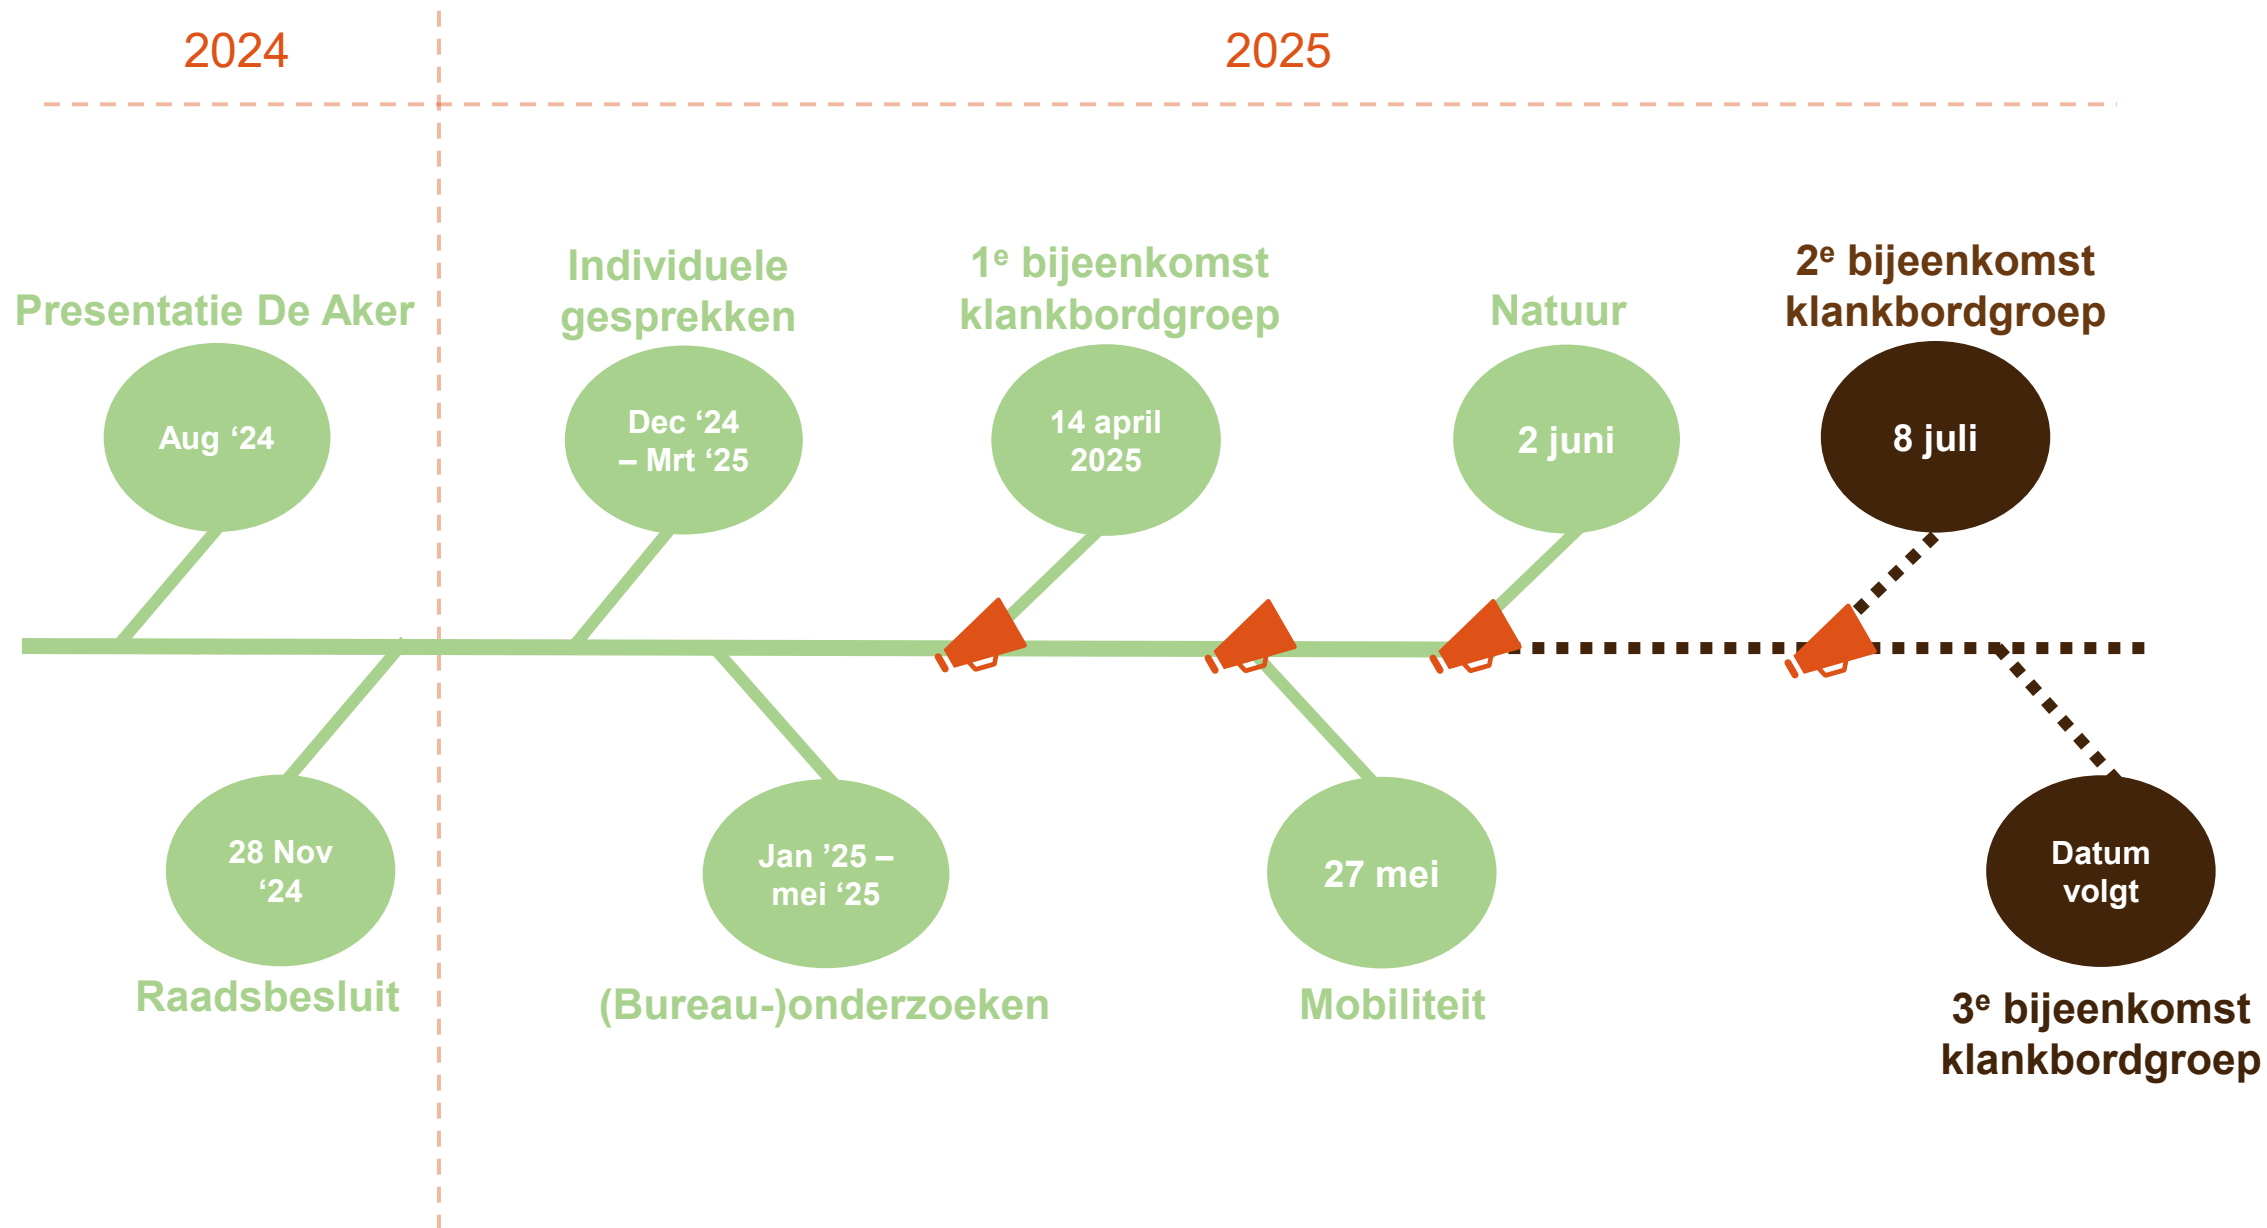 2024
2025
Presentatie De Aker
Aug ‘24
Individuele
gesprekken
Dec ‘24
– Mrt ‘25
1e bijeenkomst
klankbordgroep
14 april
2025
Natuur
2 juni
2e bijeenkomst
klankbordgroep
8 juli
28 Nov
‘24
Raadsbesluit
Jan ’25 –
mei ‘25
(Bureau-)onderzoeken
27 mei
Mobiliteit
Datum
volgt
3e bijeenkomst
klankbordgroep